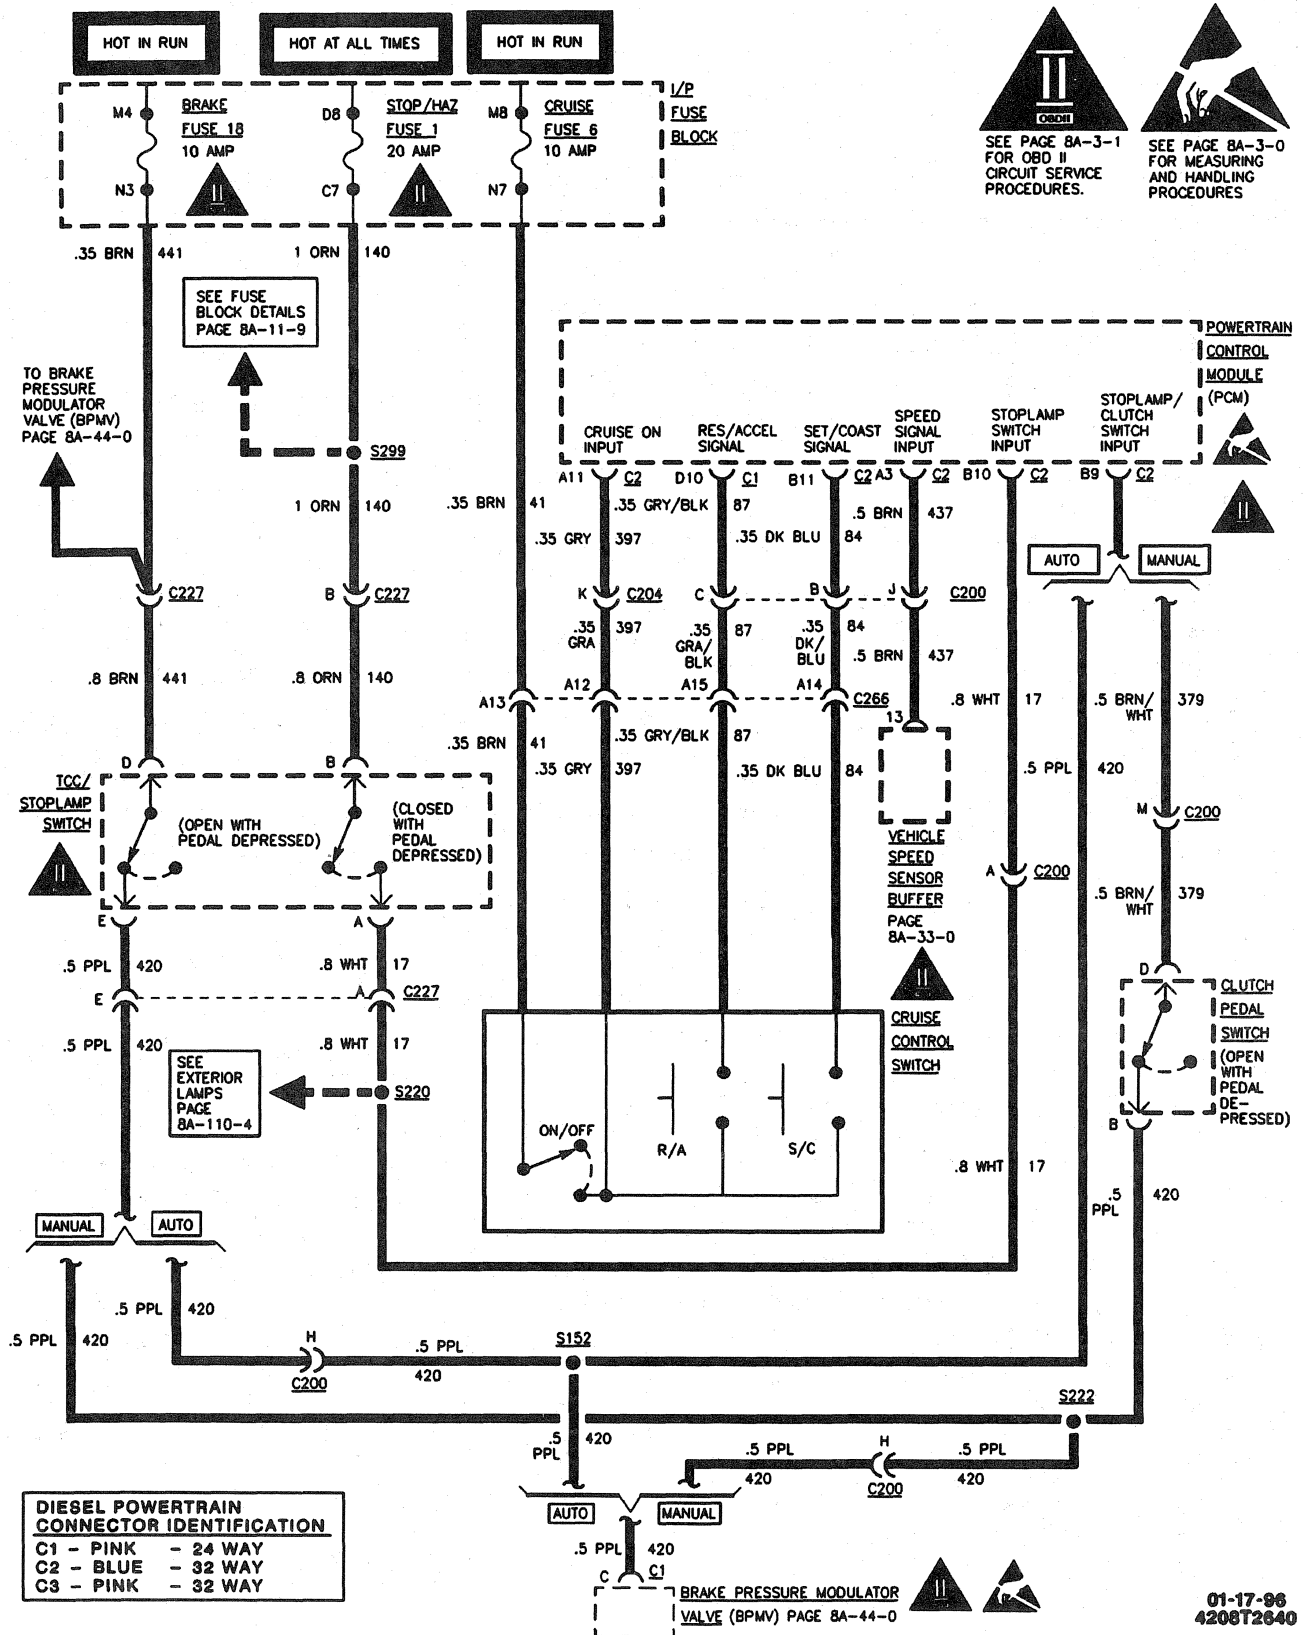 HOT IN RUN
HOT AT ALL TIMES
HOT IN RUN
I/P
FUSE
BLOCK
M4
BRAKE
FUSE 18
10 AMP
N3
D8
STOP/HAZ
FUSE 1
20 AMP
C7
M8
CRUISE
FUSE 6
10 AMP
N7
II
II
II
OBDII
SEE PAGE 8A-3-1
FOR OBD II
CIRCUIT SERVICE
PROCEDURES.
SEE PAGE 8A-3-0
FOR MEASURING
AND HANDLING
PROCEDURES
.35 BRN 441
1 ORN 140
SEE FUSE
BLOCK DETAILS
PAGE 8A-11-9
TO BRAKE
PRESSURE
MODULATOR
VALVE (BPMV)
PAGE 8A-44-0
S299
1 ORN 140
.35 BRN 41
POWERTRAIN
CONTROL
MODULE
(PCM)
II
CRUISE ON
INPUT
RES/ACCEL
SIGNAL
SET/COAST
SIGNAL
SPEED
SIGNAL
INPUT
STOPLAMP
SWITCH
INPUT
STOPLAMP/
CLUTCH
SWITCH
INPUT
A11 C2
D10 C1
B11 C2
A3 C2
B10 C2
B9 C2
.35 GRY/BLK 87
.5 BRN 437
.35 GRY 397
.35 DK BLU 84
AUTO
MANUAL
C227
B C227
K C204
C
B
J C200
.35
GRA
397
.35
GRA/
BLK
87
.35
DK/
BLU
84
.5 BRN 437
.8 BRN 441
.8 ORN 140
A13
A12
A15
A14
C266
.8 WHT 17
.5 BRN/
WHT
379
13
.35 BRN 41
.35 GRY/BLK 87
.35 GRY 397
.35 DK BLU 84
.5 PPL 420
D
B
TCC/
STOPLAMP
SWITCH
II
(OPEN WITH
PEDAL DEPRESSED)
(CLOSED
WITH
PEDAL
DEPRESSED)
VEHICLE
SPEED
SENSOR
BUFFER
PAGE
8A-33-0
II
M C200
A C200
.5 BRN/
WHT
379
E
A
.5 PPL 420
.8 WHT 17
E
A C227
.5 PPL 420
.8 WHT 17
D
CLUTCH
PEDAL
SWITCH
(OPEN
WITH
PEDAL
DE-
PRESSED)
B
CRUISE
CONTROL
SWITCH
SEE
EXTERIOR
LAMPS
PAGE
8A-110-4
S220
ON/OFF
R/A
S/C
.8 WHT 17
.5
PPL
420
MANUAL
AUTO
.5 PPL 420
.5 PPL 420
H
C200
.5 PPL
420
S152
S222
.5
PPL
420
.5 PPL
420
H
C200
.5 PPL
420
AUTO
MANUAL
.5 PPL 420
C C1
BRAKE PRESSURE MODULATOR
VALVE (BPMV) PAGE 8A-44-0
II
DIESEL POWERTRAIN
CONNECTOR IDENTIFICATION
C1 - PINK - 24 WAY
C2 - BLUE - 32 WAY
C3 - PINK - 32 WAY
01-17-96
4208T2640